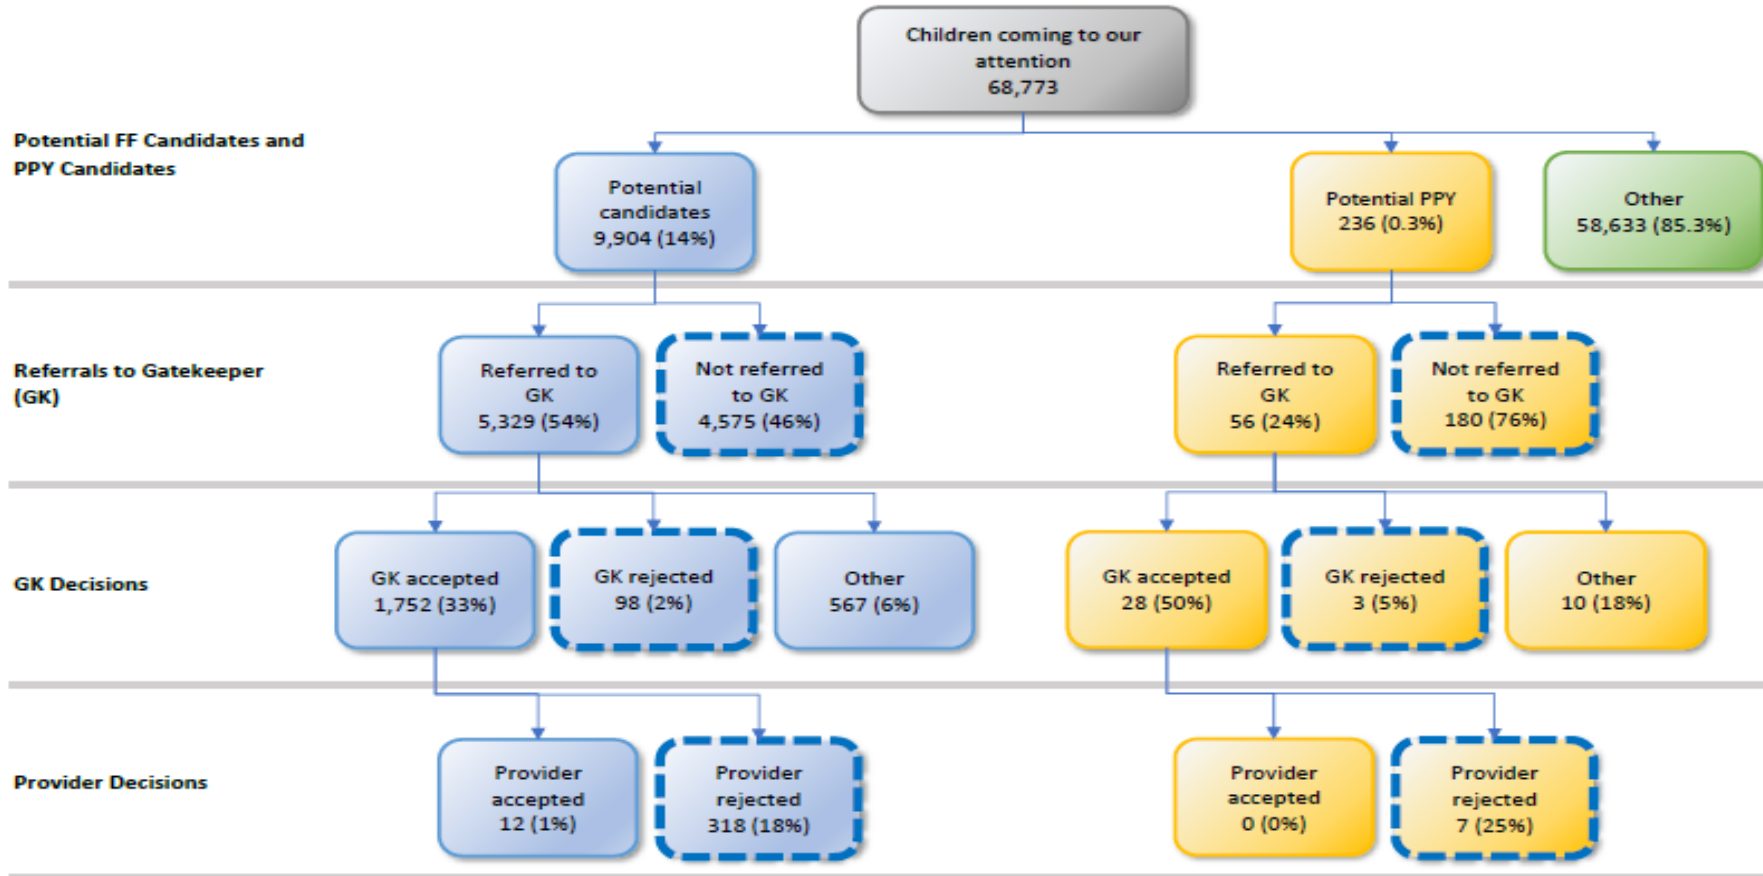 Children coming to our
attention
68,773
Potential FF Candidates and
PPY Candidates
Potential
candidates
9,904 (14%)
Potential PPY
236 (0.3%)
Other
58,633 (85.3%)
Referrals to Gatekeeper
(GK)
Referred to
GK
5,329 (54%)
Not referred
to GK
4,575 (46%)
Referred to
GK
56 (24%)
Not referred
to GK
180 (76%)
GK Decisions
GK accepted
1,752 (33%)
GK rejected
98 (2%)
Other
567 (6%)
GK accepted
28 (50%)
GK rejected
3 (5%)
Other
10 (18%)
Provider Decisions
Provider
accepted
12 (1%)
Provider
rejected
318 (18%)
Provider
accepted
0 (0%)
Provider
rejected
7 (25%)